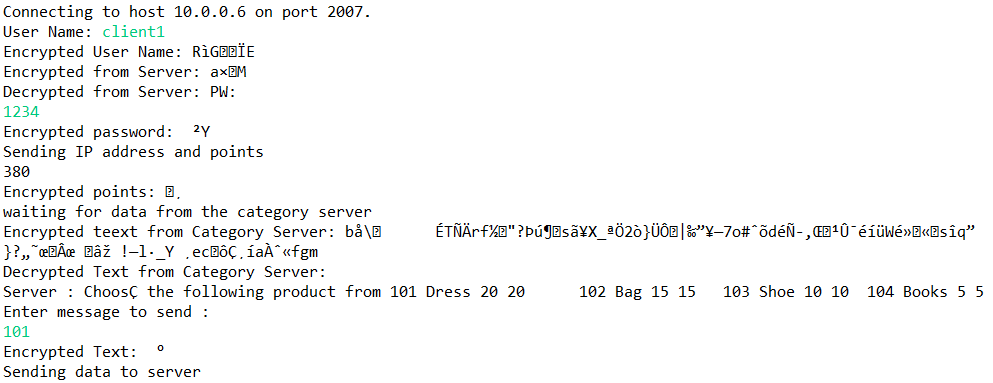 Connecting to host 10.0.0.6 on port 2007.
User Name: client1
Encrypted User Name: RìG￾￾ÏE
Encrypted from Server: a×￾M
Decrypted from Server: PW:
1234
Encrypted password:  ²Y
Sending IP address and points
380
Encrypted points: ￾¸
waiting for data from the category server
Encrypted teext from Category Server: bå\￾      ÉTÑÄrf½￾"?Þú¶￾sã¥X_ªÖ2ò}ÜÔ￾|‰”¥—7o#ˆõdéÑ-‚Œ￾¹Û¯éíüWé»￾«￾sîq”
}?„˜œ￾Âœ ￾âž !—l·_Y ¸ec￾ôÇ¸íaÀˆ«fgm
Decrypted Text from Category Server:
Server : ChoosÇ the following product from 101 Dress 20 20      102 Bag 15 15   103 Shoe 10 10  104 Books 5 5
Enter message to send :
101
Encrypted Text:  º
Sending data to server